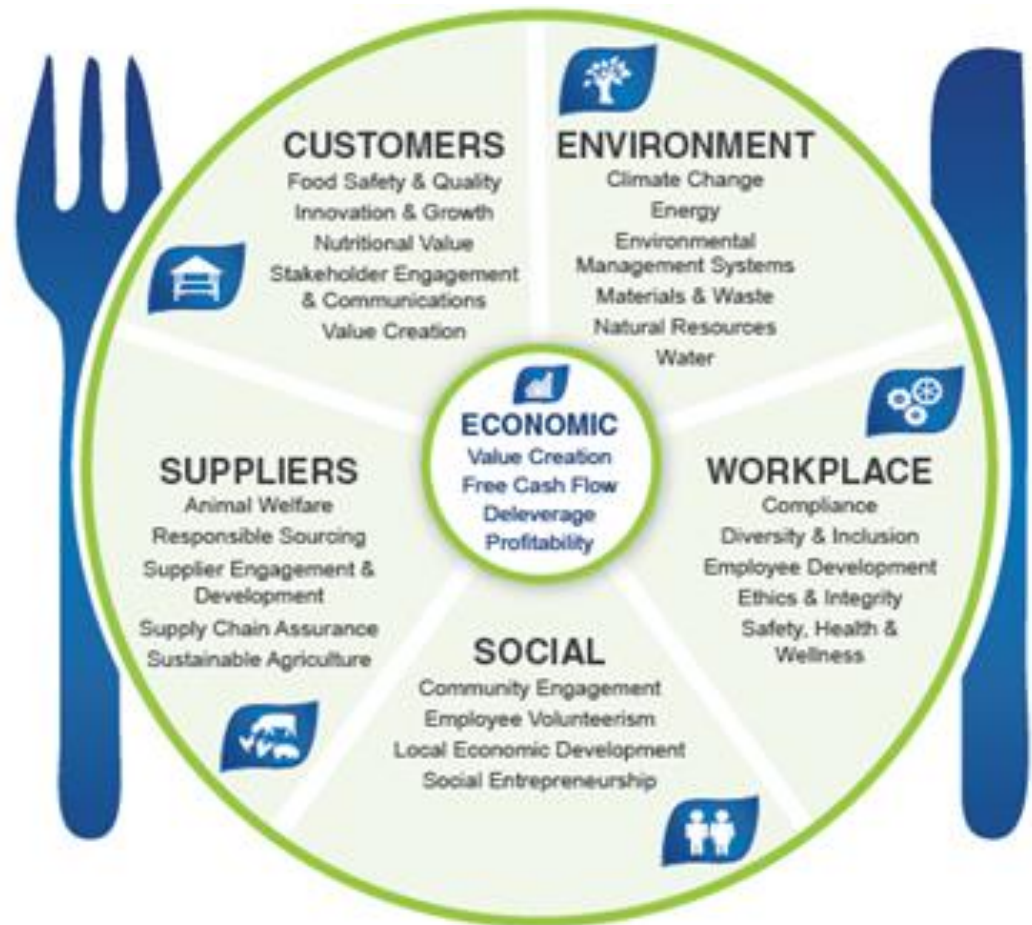 CUSTOMERS
Food Safety & Quality
Innovation & Growth
Nutritional Value
Stakeholder Engagement
& Communications
Value Creation
ENVIRONMENT
Climate Change
Energy
Environmental
Management Systems
Materials & Waste
Natural Resources
Water
ECONOMIC
Value Creation
Free Cash Flow
Deleverage
Profitability
SUPPLIERS
Animal Welfare
Responsible Sourcing
Supplier Engagement &
Development
Supply Chain Assurance
Sustainable Agriculture
WORKPLACE
Compliance
Diversity & Inclusion
Employee Development
Ethics & Integrity
Safety, Health &
Wellness
SOCIAL
Community Engagement
Employee Volunteerism
Local Economic Development
Social Entrepreneurship